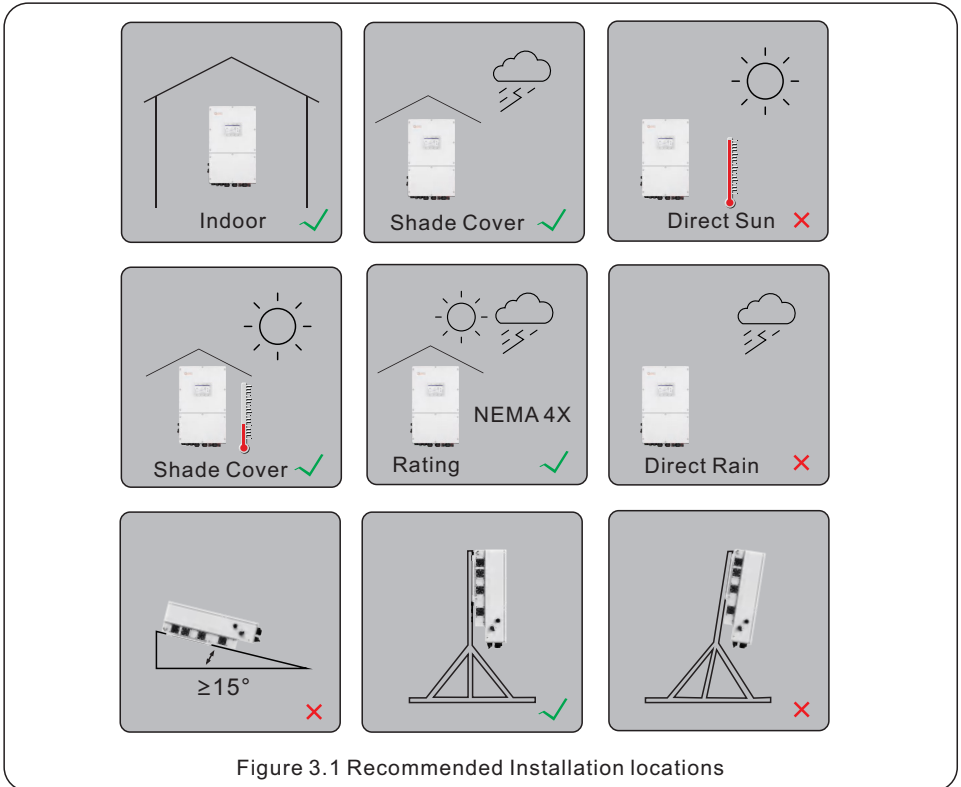 Indoor
Shade Cover
Direct Sun
Shade Cover
NEMA 4X
Rating
Direct Rain
≥15°
Figure 3.1 Recommended Installation locations